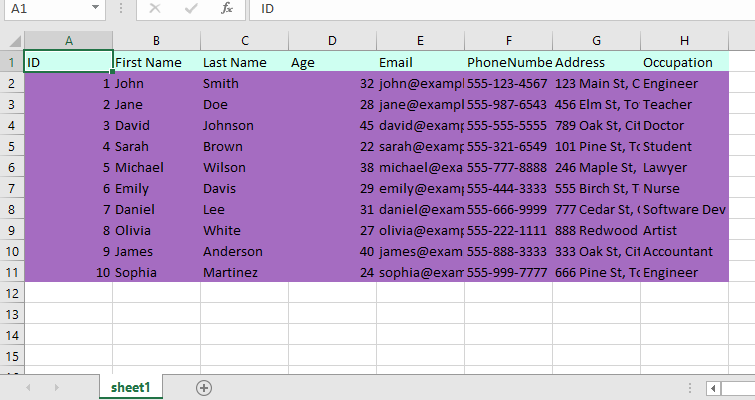 A1 fx ID
A B C D E F G H
1 ID First Name Last Name Age Email PhoneNumbe Address Occupation
2 1 John Smith 32 john@exampl 555-123-4567 123 Main St, C Engineer
3 2 Jane Doe 28 jane@exampl 555-987-6543 456 Elm St, To Teacher
4 3 David Johnson 45 david@examp 555-555-5555 789 Oak St, Cit Doctor
5 4 Sarah Brown 22 sarah@examp 555-321-6549 101 Pine St, To Student
6 5 Michael Wilson 38 michael@exa 555-777-8888 246 Maple St, Lawyer
7 6 Emily Davis 29 emily@examp 555-444-3333 555 Birch St, T Nurse
8 7 Daniel Lee 31 daniel@exam 555-666-9999 777 Cedar St, Software Dev
9 8 Olivia White 27 olivia@examp 555-222-1111 888 Redwood Artist
10 9 James Anderson 40 james@exam 555-888-3333 333 Oak St, Cit Accountant
11 10 Sophia Martinez 24 sophia@exam 555-999-7777 666 Pine St, To Engineer
12
13
14
15
sheet1